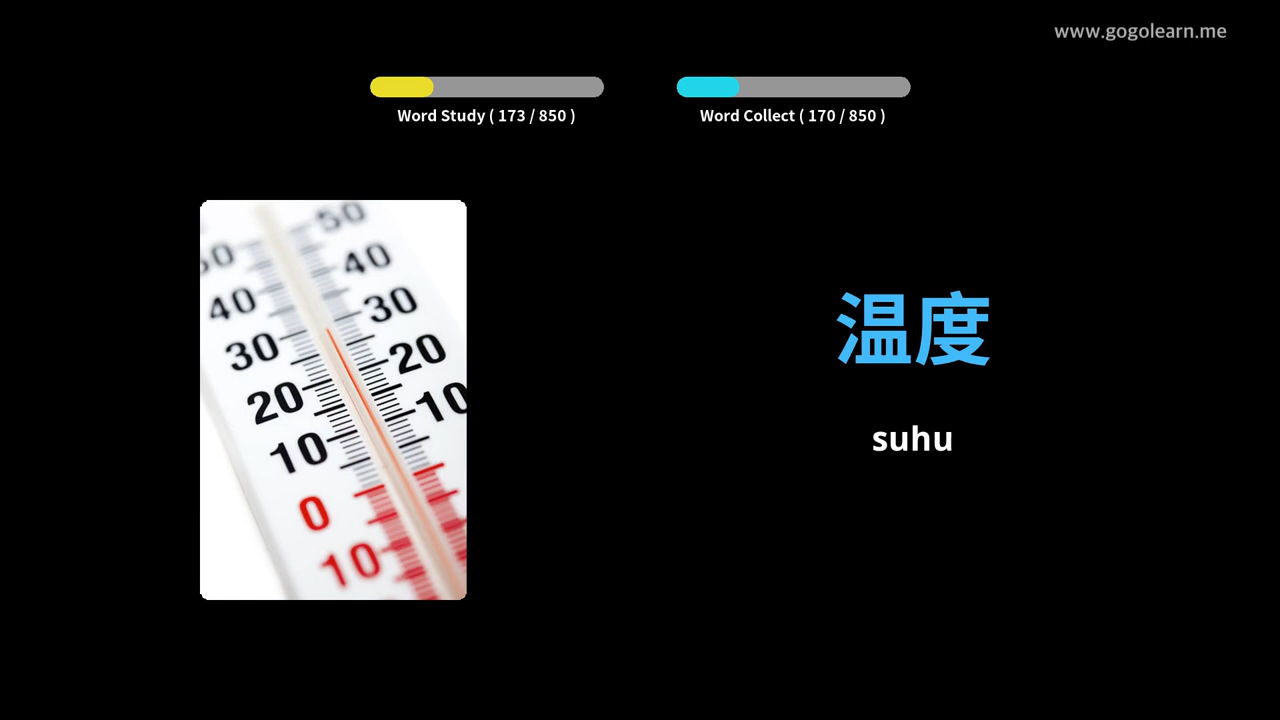 www.gogolearn.me
Word Study ( 173 / 850 )
Word Collect ( 170 / 850 )
50
50
40
40
30
30
20
20
10
10
0
10
温度
suhu